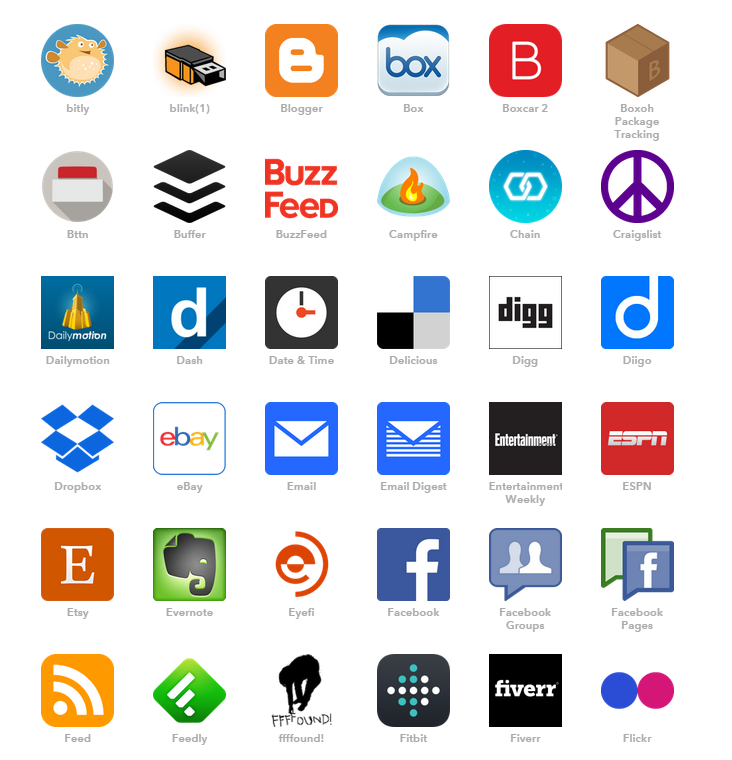 B
box
B
B
bitly
blink(1)
Blogger
Box
Boxcar 2
Boxoh
Package
Tracking
BUZZ
FEED
Bttn
Buffer
BuzzFeed
Campfire
Chain
Craigslist
Dailymotion
d
digg
d
Dailymotion
Dash
Date & Time
Delicious
Digg
Diigo
ebay
Entertainment
ESPN
Dropbox
eBay
Email
Email Digest
Entertainment
Weekly
ESPN
E
e
f
f
Etsy
Evernote
Eyefi
Facebook
Facebook
Groups
Facebook
Pages
FFFFOUND!
fiverr
Feed
Feedly
ffffound!
Fitbit
Fiverr
Flickr